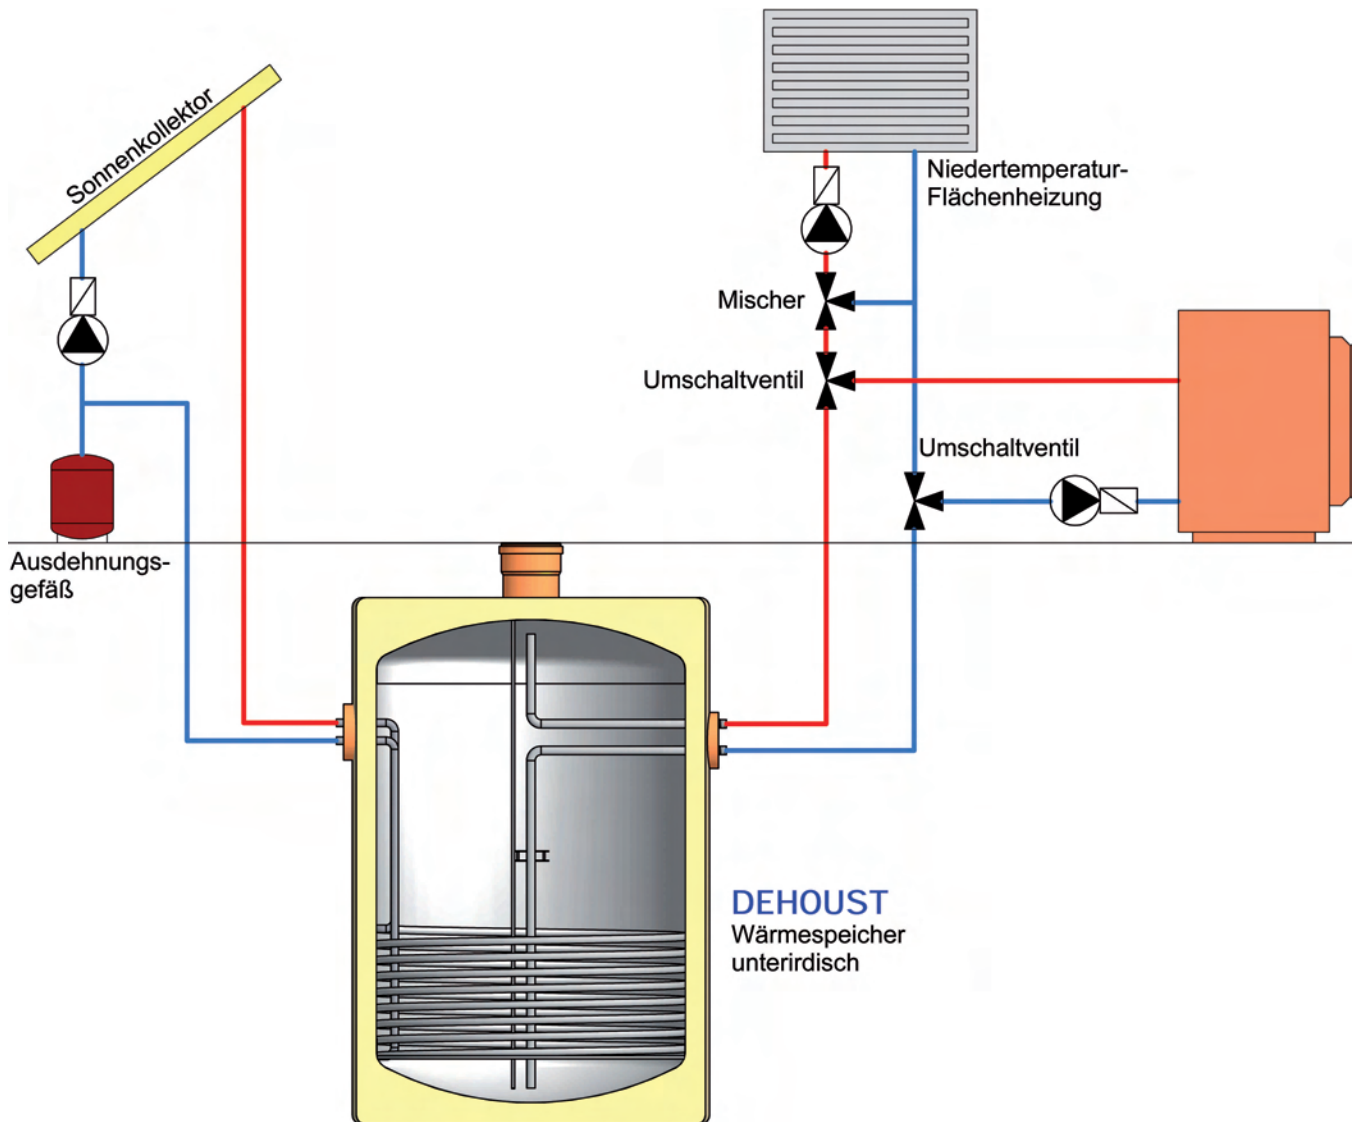 Sonnenkollektor
Niedertemperatur-
Flächenheizung
Mischer
Umschaltventil
Umschaltventil
Ausdehnungs-
gefäß
DEHOUST
Wärmespeicher
unterirdisch